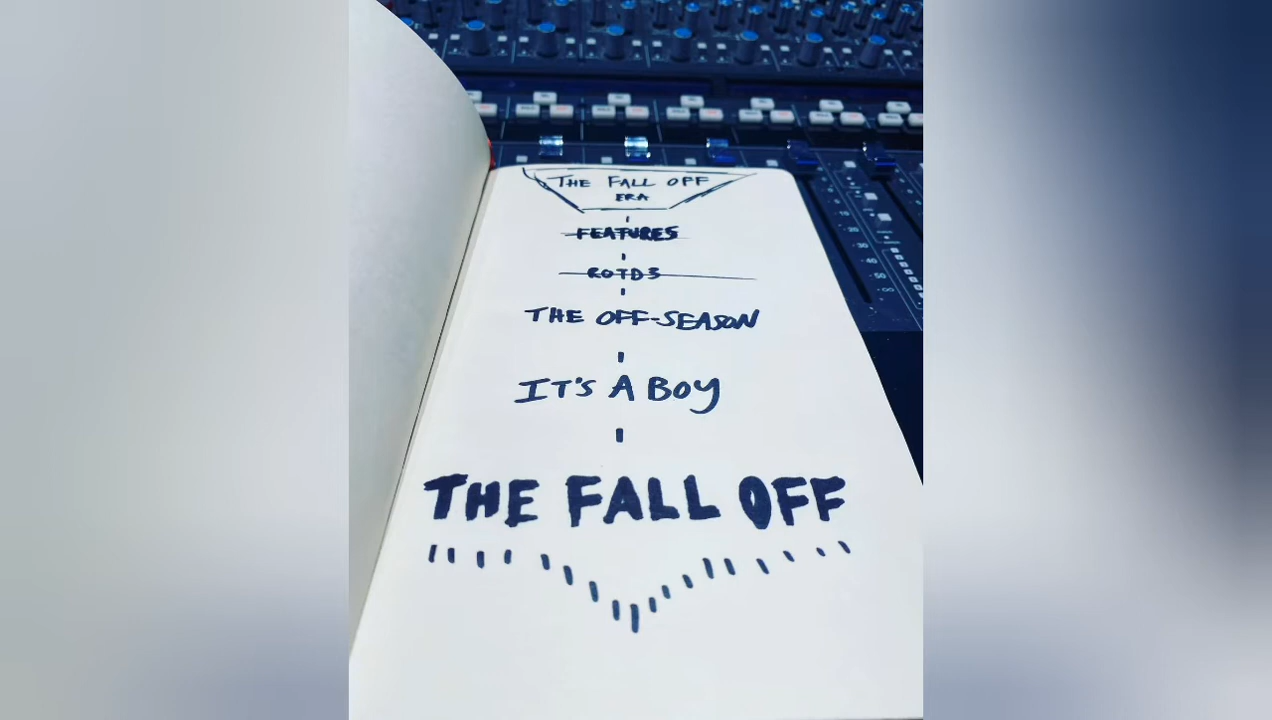 THE FALL OFF
ERA
FEATURES
ROTD3
THE OFF-SEASON
IT'S A BOY
THE FALL OFF